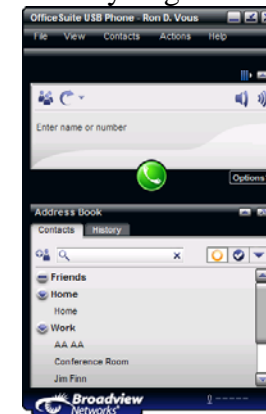 OfficeSuite USB Phone - Ron D. Vous
File View Contacts Actions Help
Enter name or number
Options
Address Book
Contacts History
Friends
Home
Home
Work
AA AA
Conference Room
Jim Finn
Broadview
Networks